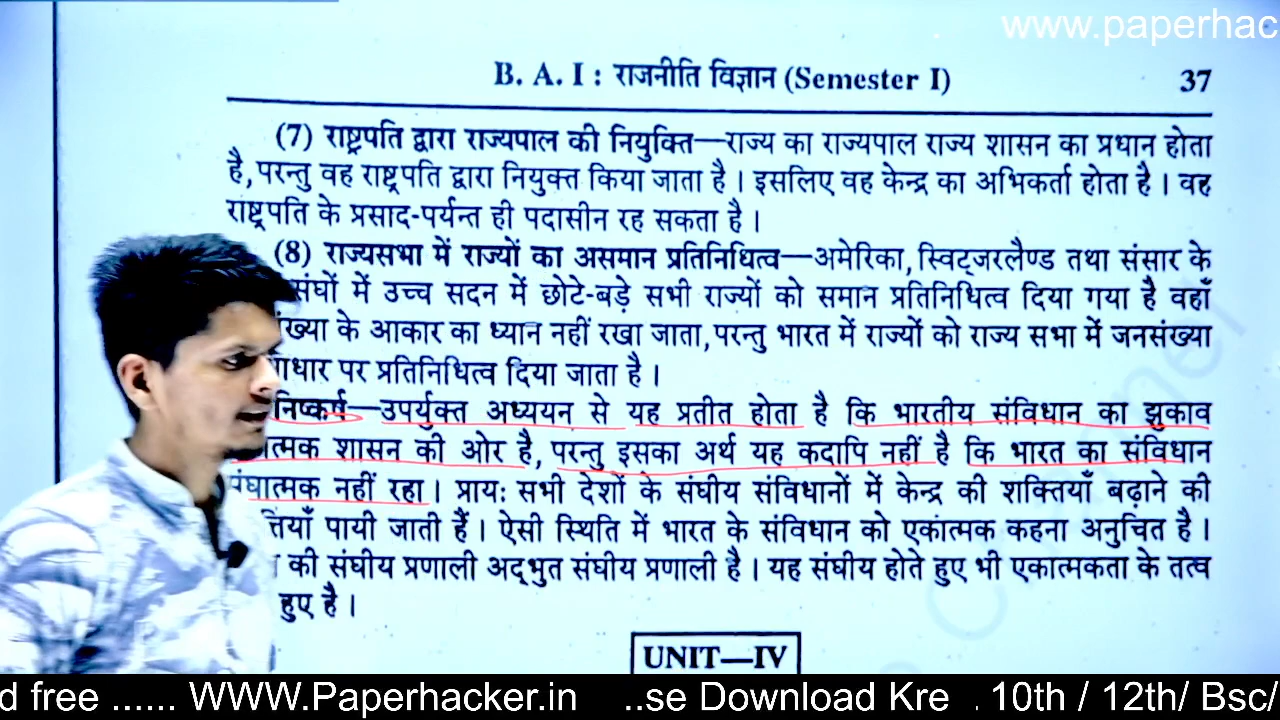 www.paperhac
B. A. I : राजनीति विज्ञान (Semester I) 37
(7) राष्ट्रपति द्वारा राज्यपाल की नियुक्ति—राज्य का राज्यपाल राज्य शासन का प्रधान होता
है, परन्तु वह राष्ट्रपति द्वारा नियुक्त किया जाता है । इसलिए वह केन्द्र का अभिकर्ता होता है । वह
राष्ट्रपति के प्रसाद-पर्यन्त ही पदासीन रह सकता है ।
(8) राज्यसभा में राज्यों का असमान प्रतिनिधित्व—अमेरिका, स्विट्जरलैण्ड तथा संसार के
संघों में उच्च सदन में छोटे-बड़े सभी राज्यों को समान प्रतिनिधित्व दिया गया है वहाँ
के आकार का ध्यान नहीं रखा जाता, परन्तु भारत में राज्यों को राज्य सभा में जनसंख्या
पर प्रतिनिधित्व दिया जाता है ।
निष्कर्ष—उपर्युक्त अध्ययन से यह प्रतीत होता है कि भारतीय संविधान का झुकाव
शासन की ओर है, परन्तु इसका अर्थ यह कदापि नहीं है कि भारत का संविधान
संघात्मक नहीं रहा । प्रायः सभी देशों के संघीय संविधानों में केन्द्र की शक्तियाँ बढ़ाने की
पायी जाती हैं । ऐसी स्थिति में भारत के संविधान को एकांत्मक कहना अनुचित है ।
की संघीय प्रणाली अद्भुत संघीय प्रणाली है । यह संघीय होते हुए भी एकात्मकता के तत्व
हुए है ।
UNIT—IV
d free ...... WWW.Paperhacker.in ..se Download Kre . 10th / 12th/ Bsc/